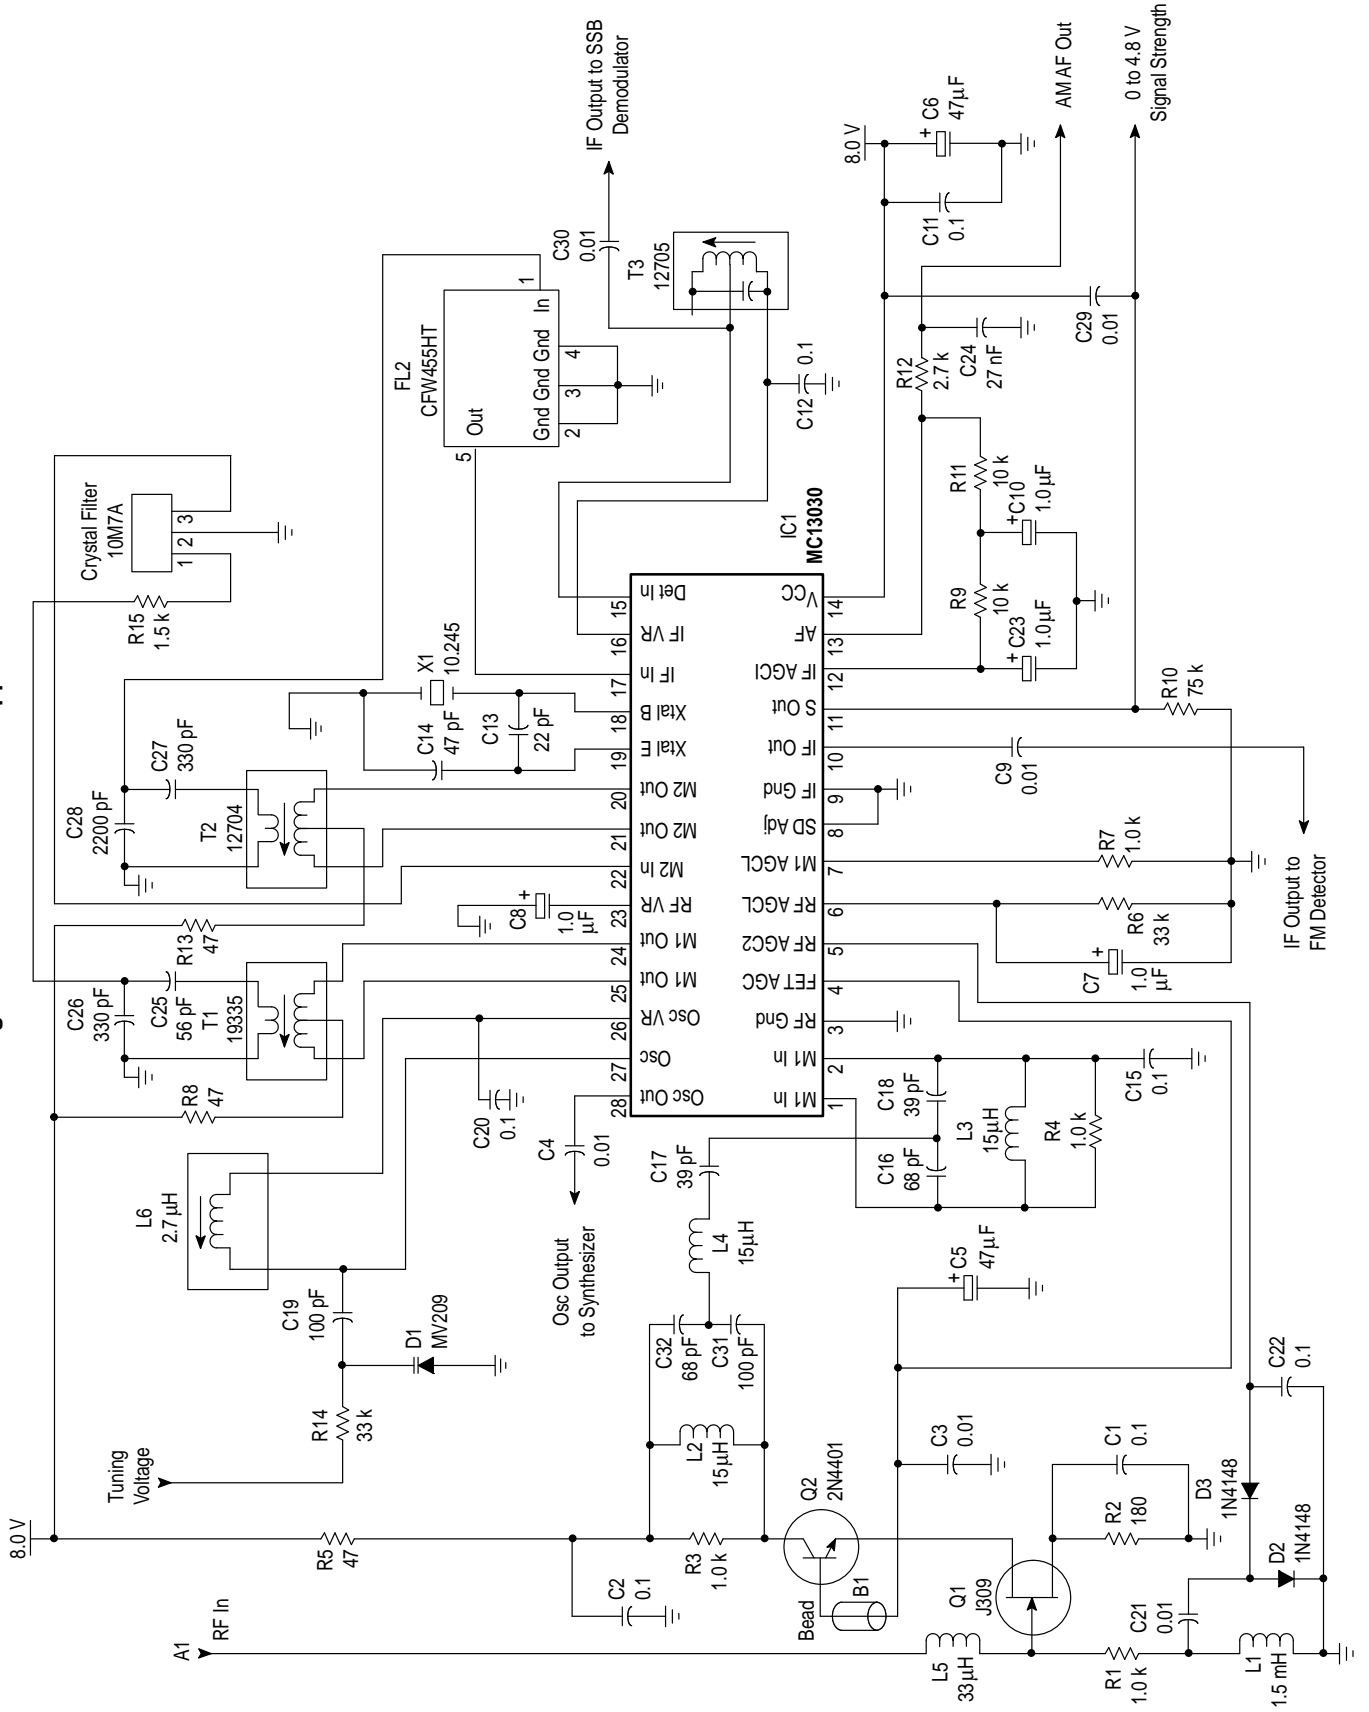 8.0 V
Tuning
Voltage
R14
33 k
D1
MV209
C19
100 pF
L6
2.7 µH
R8
47
C26
330 pF
C25
56 pF
T1
19335
R13
47
C28
2200 pF
C27
330 pF
T2
12704
R15
1.5 k
Crystal Filter
10M7A
1 2 3
FL2
CFW455HT
Out
In
Gnd Gnd Gnd
5
1
2 3 4
C30
0.01
IF Output to SSB
Demodulator
T3
12705
C12 0.1
X1
10.245
C14
47 pF
C13
22 pF
C8
1.0
µF
+
C20
0.1
C4
0.01
Osc Output
to Synthesizer
IC1
MC13030
28 27 26 25 24 23 22 21 20 19 18 17 16 15
Osc Out
Osc
Osc VR
M1 Out
M1 Out
RF VR
M2 In
M2 Out
M2 Out
Xtal E
Xtal B
IF In
IF VR
Det In
M1 In
M1 In
RF Gnd
FET AGC
RF AGC2
RF AGCL
M1 AGCL
SD Adj
IF Gnd
IF Out
S Out
IF AGCI
AF
VCC
1 2 3 4 5 6 7 8 9 10 11 12 13 14
8.0 V
+
C6
47µF
C11
0.1
AM AF Out
0 to 4.8 V
Signal Strength
C29
0.01
R12
2.7 k
C24
27 nF
R11
10 k
R9
10 k
+
C10
1.0 µF
+
C23
1.0µF
R10
75 k
C9
0.01
IF Output to
FM Detector
R7
1.0 k
R6
33 k
C7
1.0
µF
+
C15
0.1
C18
39 pF
C16
68 pF
L3
15µH
R4
1.0 k
C17
39 pF
L4
15µH
C32
68 pF
C31
100 pF
L2
15µH
R3
1.0 k
R5
47
C2
0.1
Q2
2N4401
Bead
B1
C3
0.01
+
C5
47µF
Q1
J309
R2
180
C1
0.1
D3
1N4148
D2
1N4148
C22
0.1
C21
0.01
L1
1.5 mH
R1
1.0 k
L5
33µH
A1
RF In